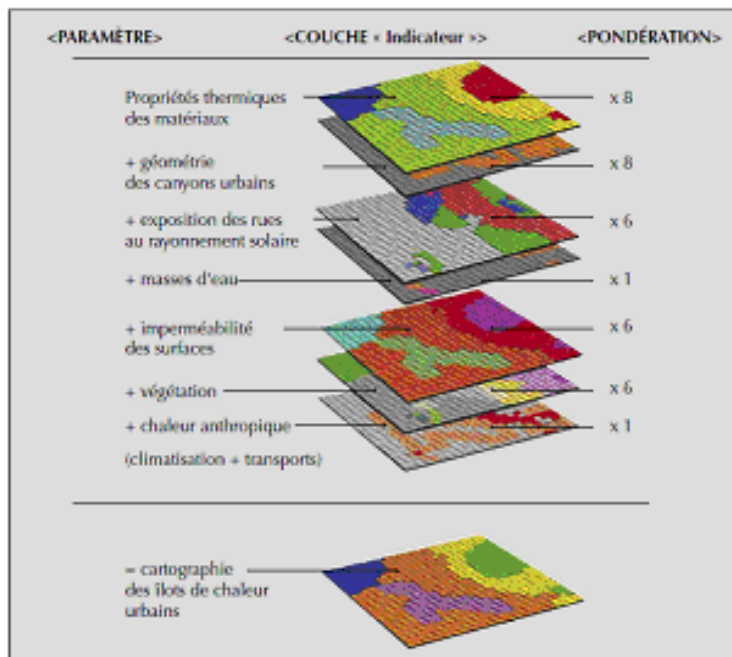 <PARAMÈTRE> <COUCHE « Indicateur »> <PONDÉRATION>
Propriétés thermiques x 8
des matériaux
+ géométrie x 8
des canyons urbains
+ exposition des rues x 6
au rayonnement solaire
+ masses d'eau x 1
+ imperméabilité x 6
des surfaces
+ végétation x 6
+ chaleur anthropique x 1
(climatisation + transports)
= cartographie
des îlots de chaleur
urbains